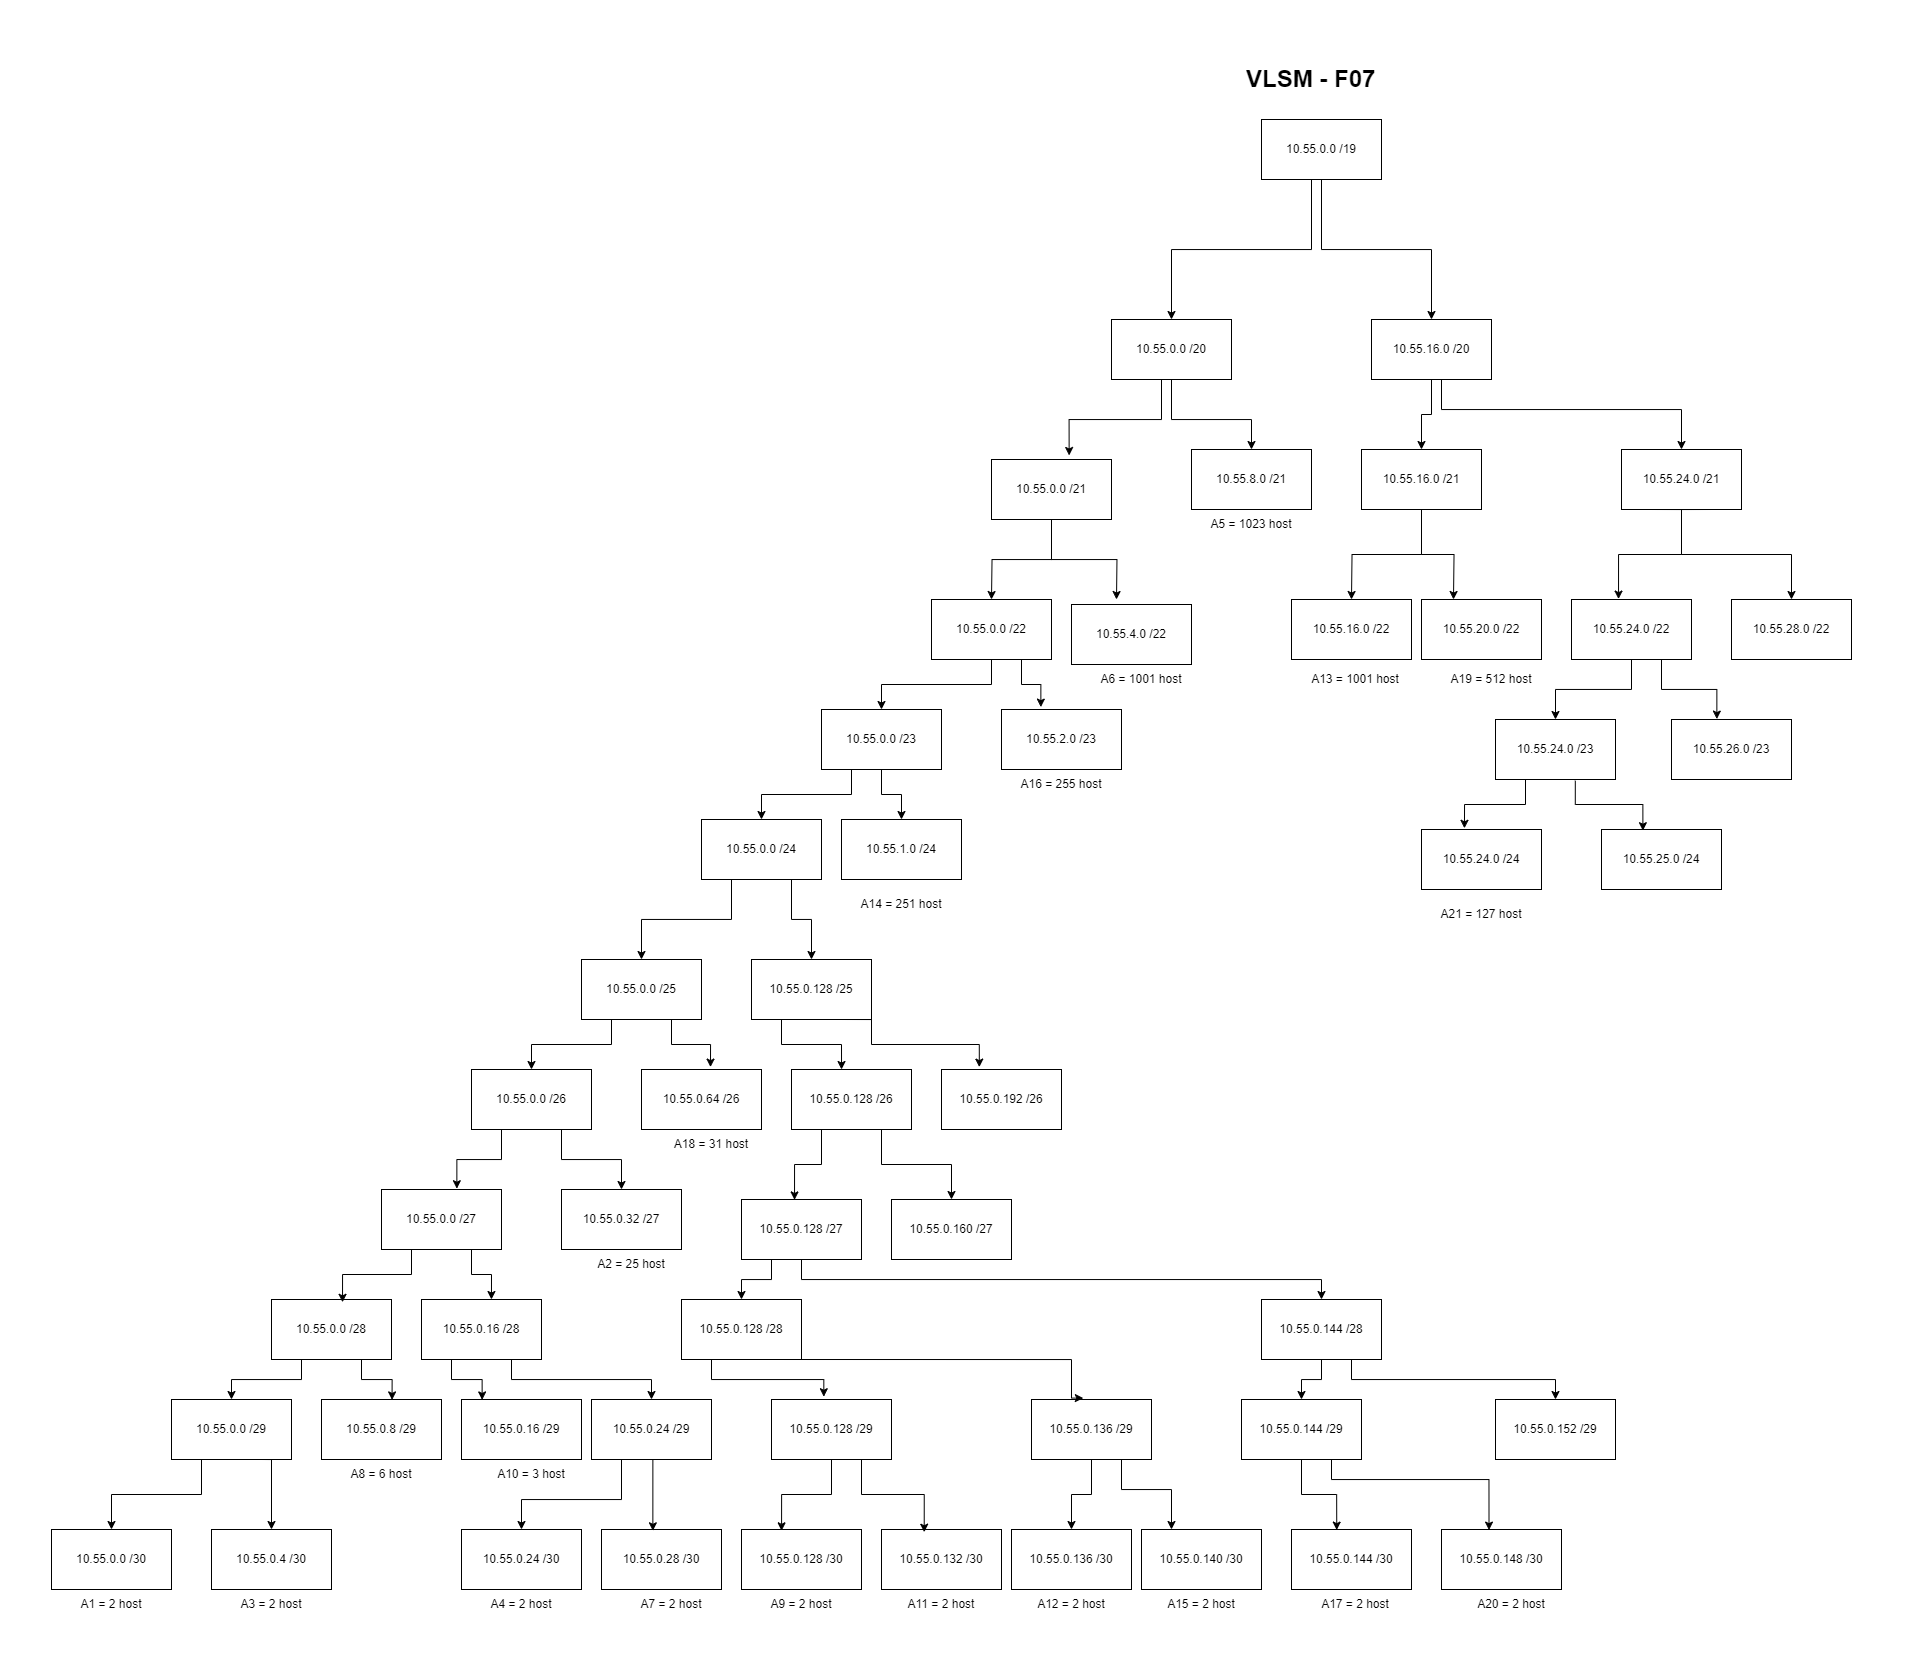 VLSM - F07
10.55.0.0 /19
10.55.0.0 /20
10.55.16.0 /20
10.55.0.0 /21
10.55.8.0 /21
10.55.16.0 /21
10.55.24.0 /21
A5 = 1023 host
10.55.0.0 /22
10.55.4.0 /22
10.55.16.0 /22
10.55.20.0 /22
10.55.24.0 /22
10.55.28.0 /22
A6 = 1001 host
A13 = 1001 host
A19 = 512 host
10.55.0.0 /23
10.55.2.0 /23
10.55.24.0 /23
10.55.26.0 /23
A16 = 255 host
10.55.0.0 /24
10.55.1.0 /24
10.55.24.0 /24
10.55.25.0 /24
A14 = 251 host
A21 = 127 host
10.55.0.0 /25
10.55.0.128 /25
10.55.0.0 /26
10.55.0.64 /26
10.55.0.128 /26
10.55.0.192 /26
A18 = 31 host
10.55.0.0 /27
10.55.0.32 /27
10.55.0.128 /27
10.55.0.160 /27
A2 = 25 host
10.55.0.0 /28
10.55.0.16 /28
10.55.0.128 /28
10.55.0.144 /28
10.55.0.0 /29
10.55.0.8 /29
10.55.0.16 /29
10.55.0.24 /29
10.55.0.128 /29
10.55.0.136 /29
10.55.0.144 /29
10.55.0.152 /29
A8 = 6 host
A10 = 3 host
10.55.0.0 /30
10.55.0.4 /30
10.55.0.24 /30
10.55.0.28 /30
10.55.0.128 /30
10.55.0.132 /30
10.55.0.136 /30
10.55.0.140 /30
10.55.0.144 /30
10.55.0.148 /30
A1 = 2 host
A3 = 2 host
A4 = 2 host
A7 = 2 host
A9 = 2 host
A11 = 2 host
A12 = 2 host
A15 = 2 host
A17 = 2 host
A20 = 2 host